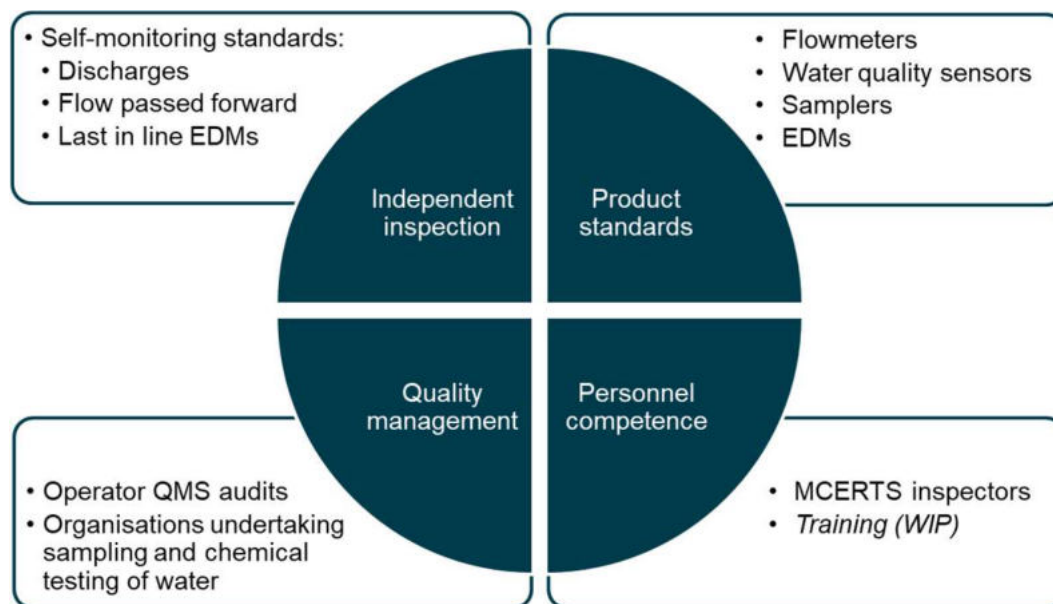 • Self-monitoring standards:
• Discharges
• Flow passed forward
• Last in line EDMs
• Flowmeters
• Water quality sensors
• Samplers
• EDMs
Independent
inspection
Product
standards
Quality
management
Personnel
competence
• Operator QMS audits
• Organisations undertaking
sampling and chemical
testing of water
• MCERTS inspectors
• Training (WIP)